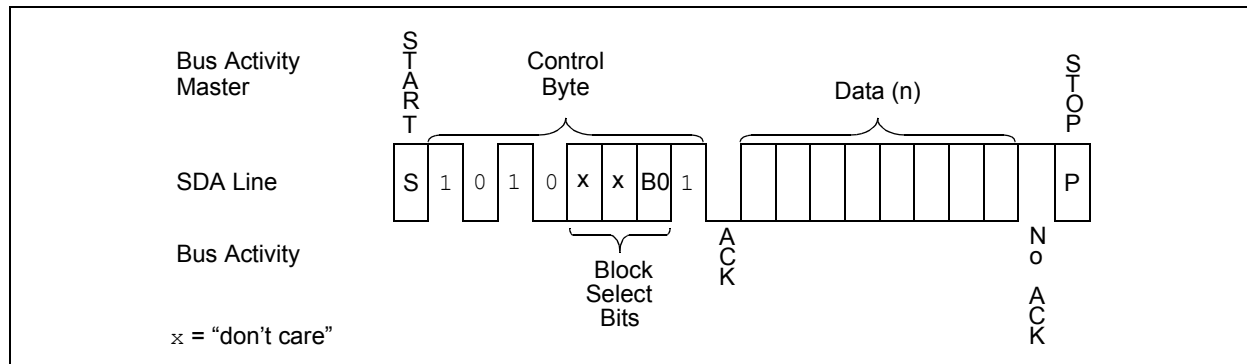 Bus Activity
Master
START
Control
Byte
Data (n)
STOP
SDA Line
S 1 0 1 0 x x B0 1 P
Bus Activity
ACK
No ACK
Block
Select
Bits
x = “don’t care”